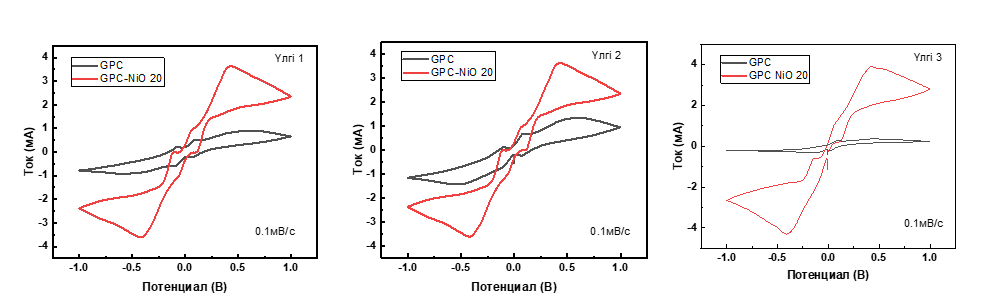 GPC
GPC-NiO 20
Үлгі 1
4
3
2
1
0
-1
-2
-3
-4
Ток (мА)
0.1мВ/с
-1.0
-0.5
0.0
0.5
1.0
Потенциал (В)
GPC
GPC-NiO 20
Үлгі 2
4
3
2
1
0
-1
-2
-3
-4
Ток (мА)
0.1мВ/с
-1.0
-0.5
0.0
0.5
1.0
Потенциал (В)
GPC
GPC NiO 20
Үлгі 3
4
2
0
-2
-4
Ток (мА)
0.1мВ/с
-1.0
-0.5
0.0
0.5
1.0
Потенциал (В)